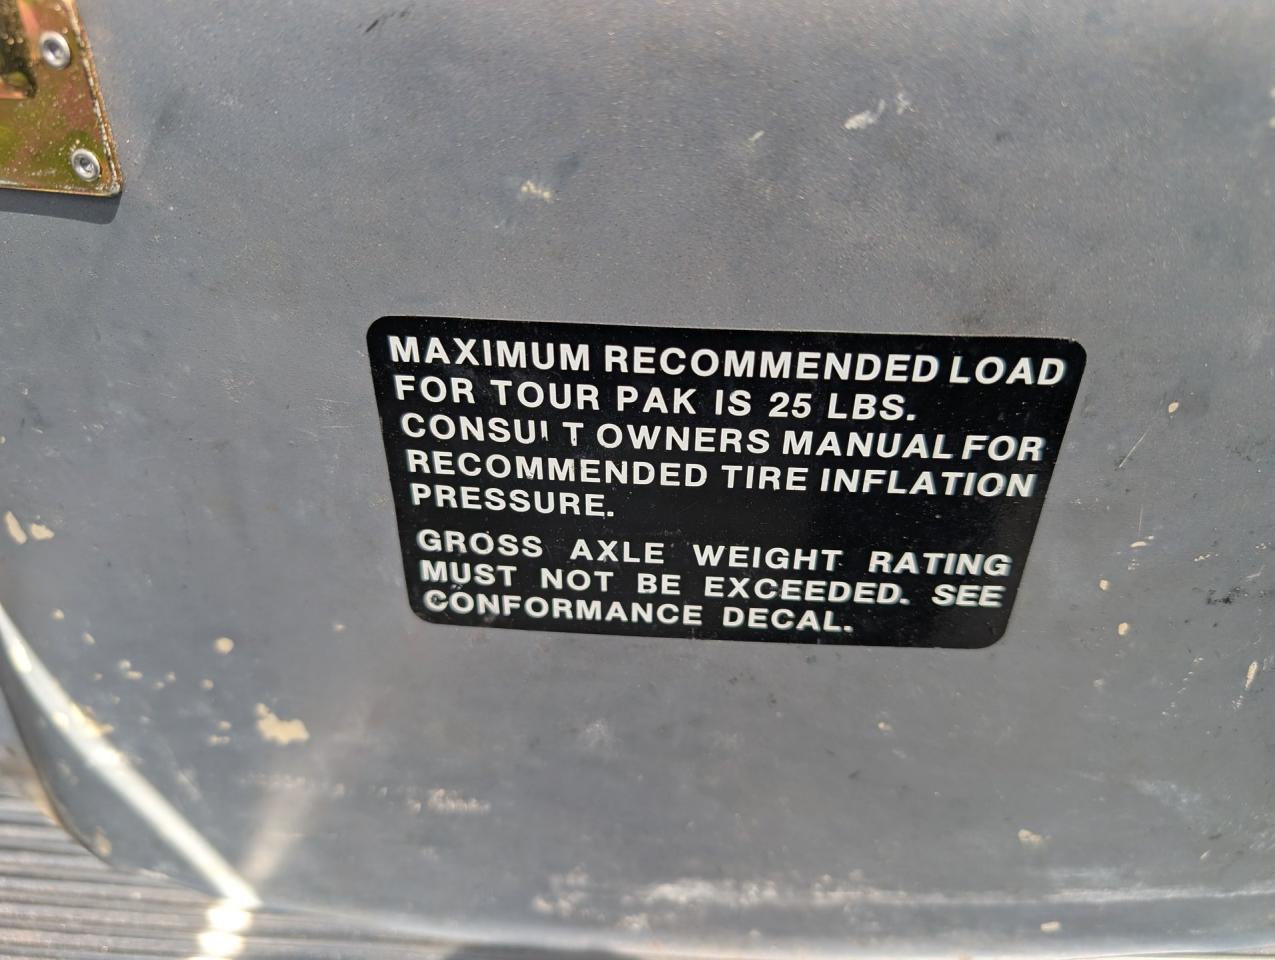 MAXIMUM RECOMMENDED LOAD
FOR TOUR PAK IS 25 LBS.
CONSULT OWNERS MANUAL FOR
RECOMMENDED TIRE INFLATION
PRESSURE.
GROSS AXLE WEIGHT RATING
MUST NOT BE EXCEEDED. SEE
CONFORMANCE DECAL.